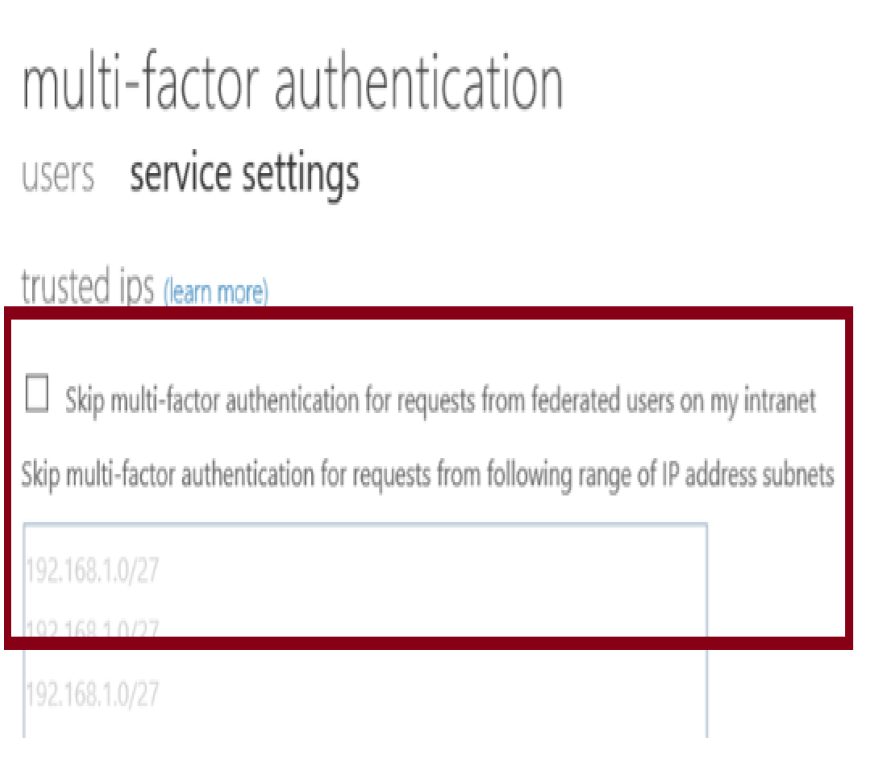 multi-factor authentication
users service settings
trusted ips (learn more)
Skip multi-factor authentication for requests from federated users on my intranet
Skip multi-factor authentication for requests from following range of IP address subnets
192.168.1.0/27
192.168.1.0/27
192.168.1.0/27